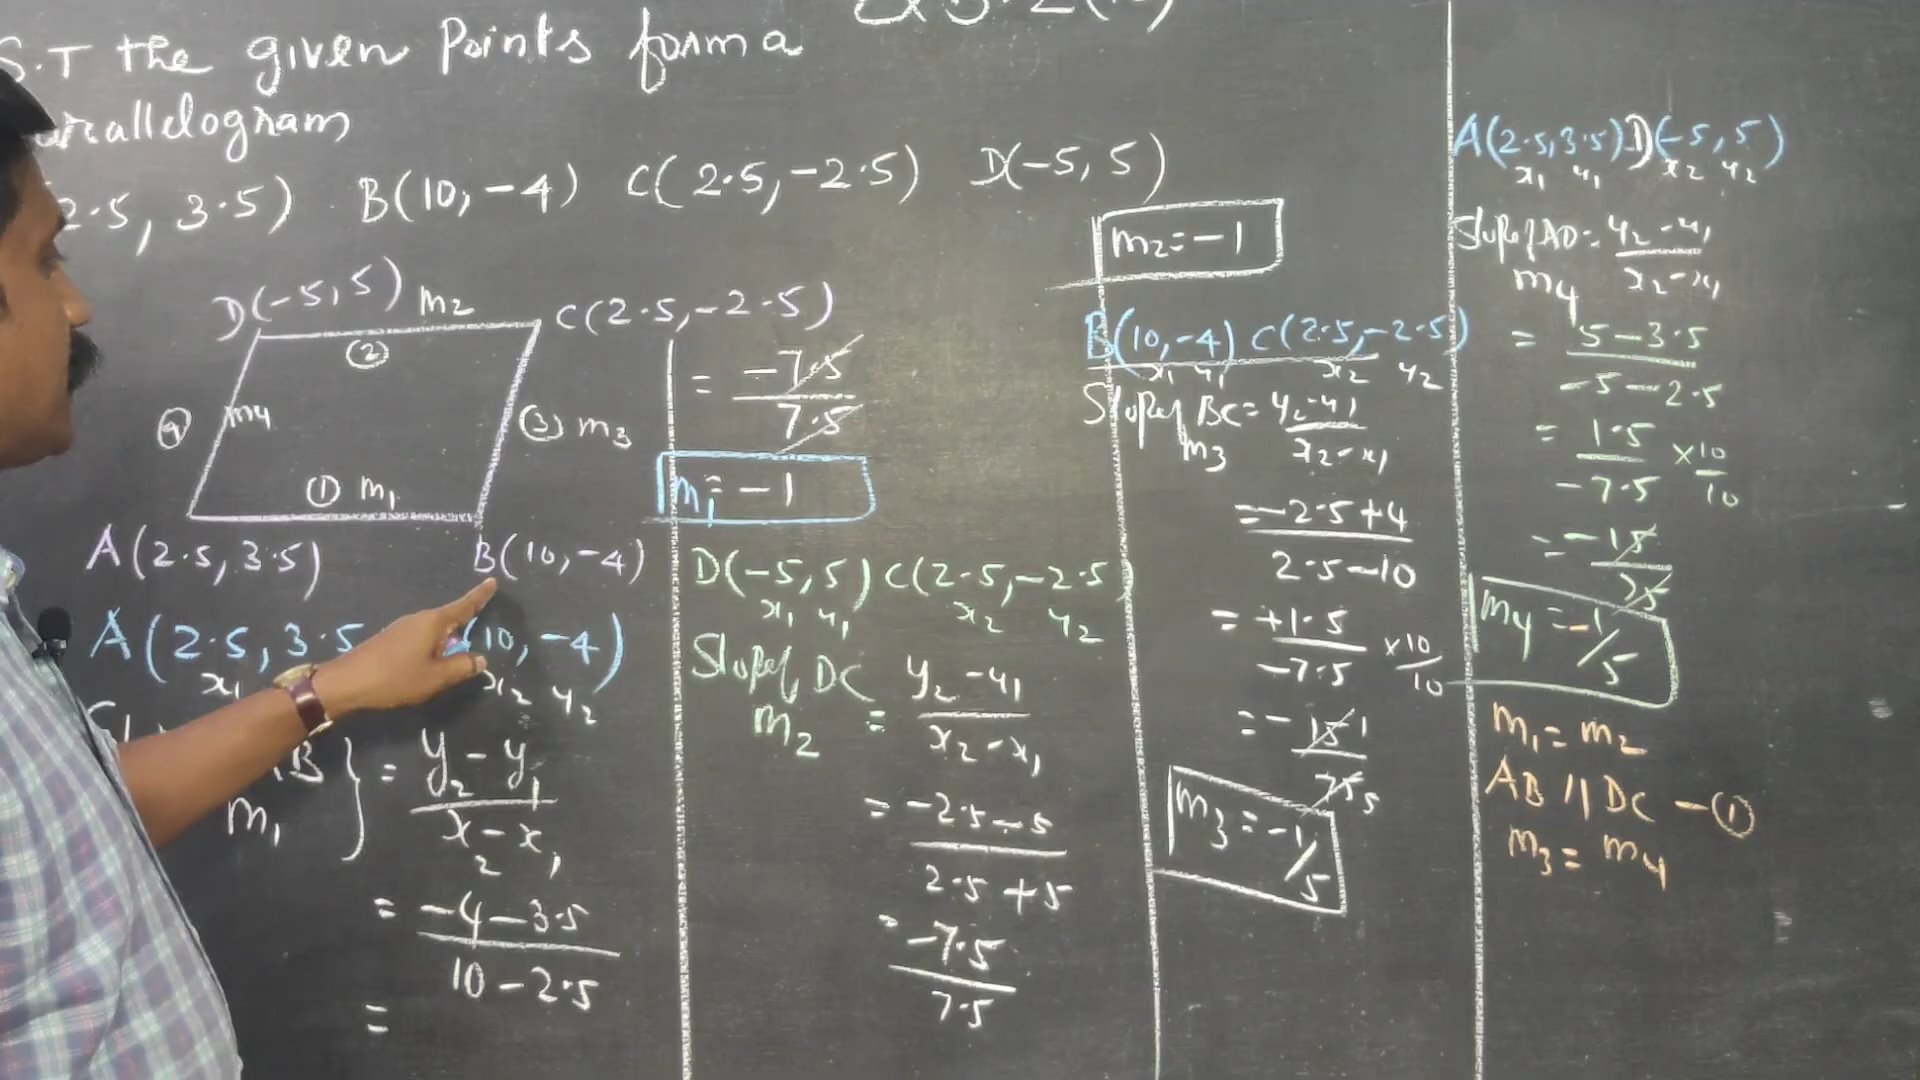 S.T the given Points form a
arallelogram
2.5, 3.5) B(10, -4) C(2.5, -2.5) D(-5, 5)
D(-5, 5) m2 C(2.5, -2.5)
②
④ m4 ③ m3
① m1
A(2.5, 3.5) B(10, -4)
A(2.5, 3.5 (10, -4)
x1 x2 y2
B } = y2 - y1 / x2 - x1
m1
= -4 - 3.5 / 10 - 2.5
=
= -7.5 / 7.5
m1 = -1
D(-5, 5) C(2.5, -2.5)
x1 y1 x2 y2
Slope of DC = y2 - y1 / x2 - x1
m2
= -2.5 - 5 / 2.5 + 5
= -7.5 / 7.5
m2 = -1
B(10, -4) C(2.5, -2.5)
x1 y1 x2 y2
Slope of BC = y2 - y1 / x2 - x1
m3
= -2.5 + 4 / 2.5 - 10
= +1.5 / -7.5 × 10 / 10
= - 15 1 / 75 5
m3 = -1/5
A(2.5, 3.5) D(-5, 5)
x1 y1 x2 y2
Slope of AD = y2 - y1 / x2 - x1
m4
= 5 - 3.5 / -5 - 2.5
= 1.5 / -7.5 × 10 / 10
= -15 / 75
m4 = -1/5
m1 = m2
AB // DC - ①
m3 = m4